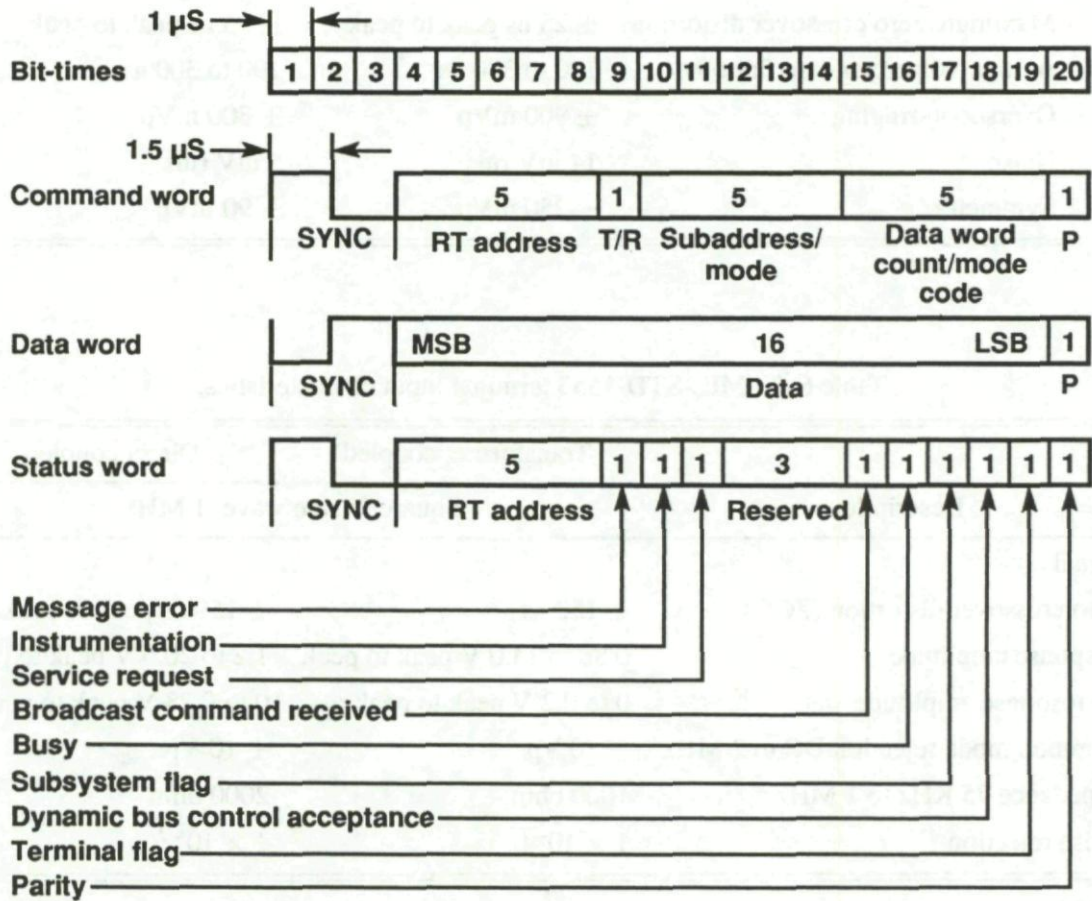 1 µS
Bit-times 1 2 3 4 5 6 7 8 9 10 11 12 13 14 15 16 17 18 19 20
1.5 µS
Command word 5 1 5 5 1
SYNC RT address T/R Subaddress/ mode Data word count/mode code P
Data word MSB 16 LSB 1
SYNC Data P
Status word 5 1 1 1 3 1 1 1 1 1 1
SYNC RT address Reserved
Message error
Instrumentation
Service request
Broadcast command received
Busy
Subsystem flag
Dynamic bus control acceptance
Terminal flag
Parity